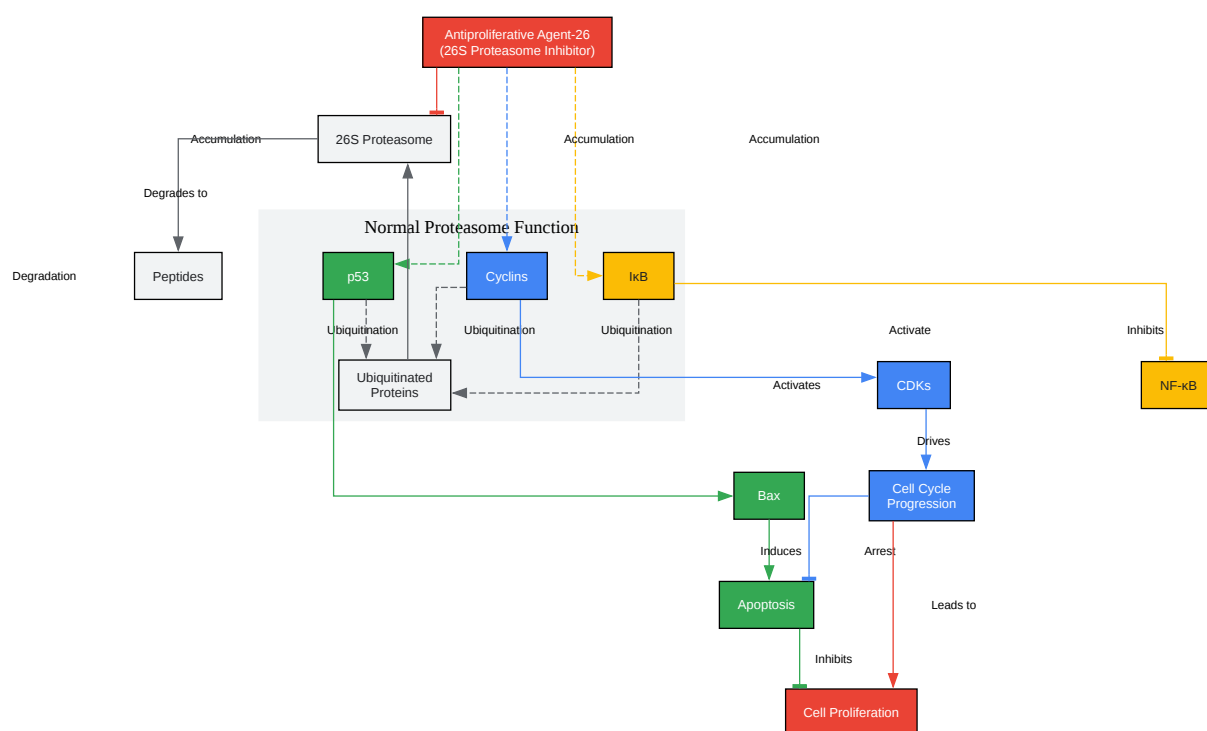 Antiproliferative Agent-26
(26S Proteasome Inhibitor)
Accumulation
26S Proteasome
Accumulation
Accumulation
Degrades to
Normal Proteasome Function
Degradation
Peptides
p53
Cyclins
IκB
Ubiquitination
Ubiquitination
Ubiquitination
Activate
Inhibits
Ubiquitinated
Proteins
Activates
CDKs
NF-κB
Drives
Bax
Cell Cycle
Progression
Induces
Arrest
Apoptosis
Leads to
Inhibits
Cell Proliferation